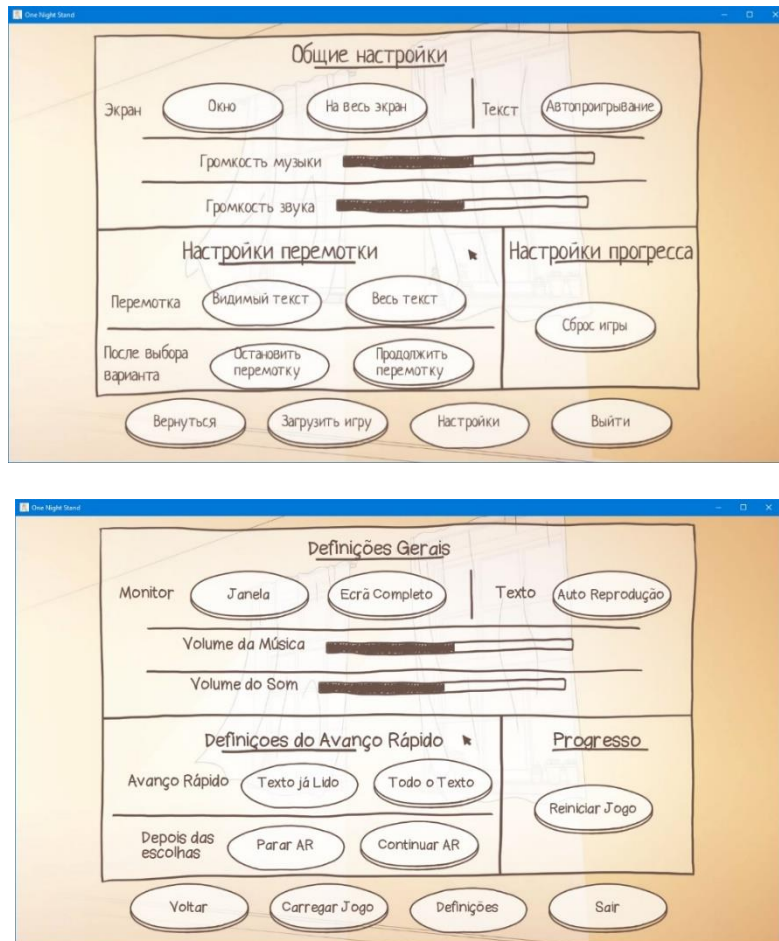 One Night Stand
Общие настройки
Экран Окно На весь экран Текст Автопроигрывание
Громкость музыки
Громкость звука
Настройки перемотки
Перемотка Видимый текст Весь текст
После выбора варианта
Остановить перемотку
Продолжить перемотку
Настройки прогресса
Сброс игры
Вернуться Загрузить игру Настройки Выйти
One Night Stand
Definições Gerais
Monitor Janela Ecrã Completo Texto Auto Reprodução
Volume da Música
Volume do Som
Definiçoes do Avanço Rápido
Avanço Rápido Texto já Lido Todo o Texto
Depois das escolhas
Parar AR Continuar AR
Progresso
Reiniciar Jogo
Voltar Carregar Jogo Definições Sair